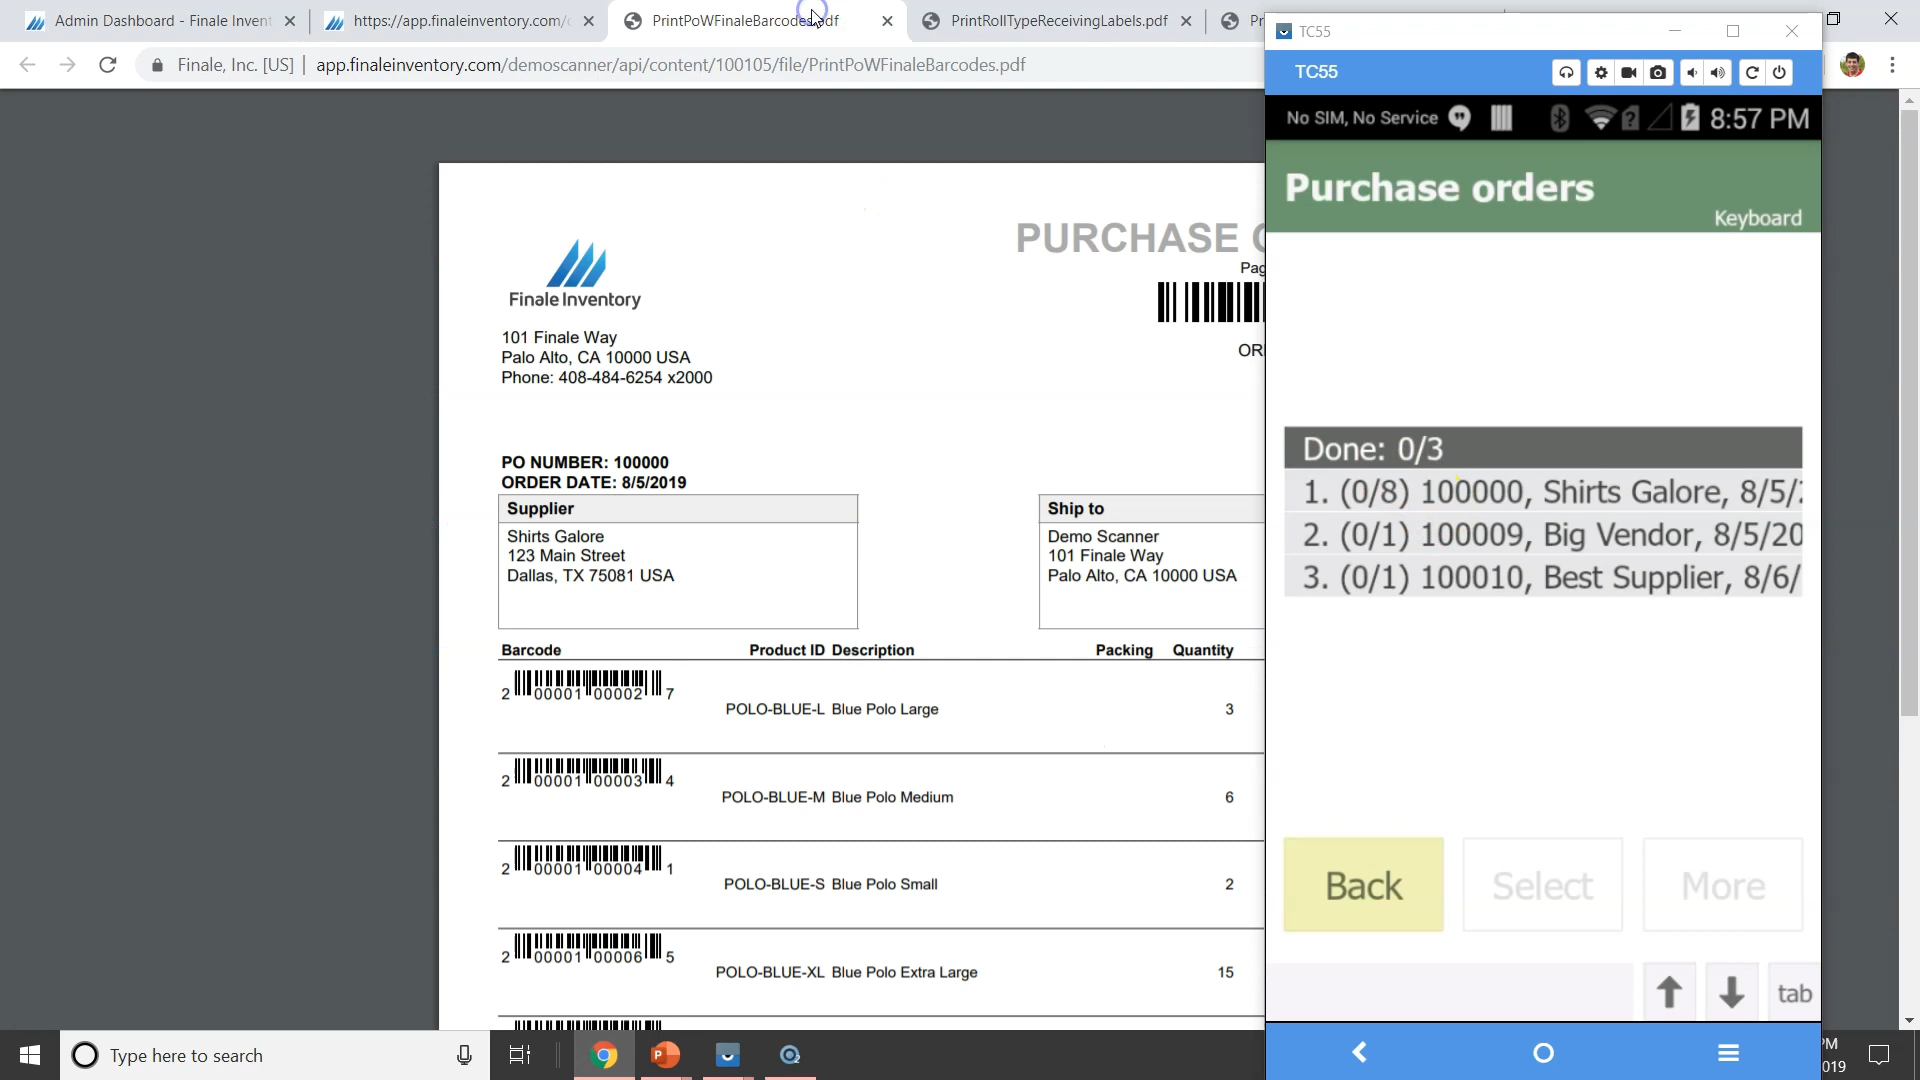 Admin Dashboard - Finale Invent
https://app.finaleinventory.com/
PrintPoWFinaleBarcodes.pdf
PrintRollTypeReceivingLabels.pdf
Pr
Finale, Inc. [US]
app.finaleinventory.com/demoscanner/api/content/100105/file/PrintPoWFinaleBarcodes.pdf
PURCHASE
Pag
Finale Inventory
101 Finale Way
Palo Alto, CA 10000 USA
Phone: 408-484-6254 x2000
PO NUMBER: 100000
ORDER DATE: 8/5/2019
Supplier
Shirts Galore
123 Main Street
Dallas, TX 75081 USA
Ship to
Demo Scanner
101 Finale Way
Palo Alto, CA 10000 USA
Barcode Product ID Description Packing Quantity
2 00001 00002 7
POLO-BLUE-L Blue Polo Large 3
2 00001 00003 4
POLO-BLUE-M Blue Polo Medium 6
2 00001 00004 1
POLO-BLUE-S Blue Polo Small 2
2 00001 00006 5
POLO-BLUE-XL Blue Polo Extra Large 15
TC55
TC55
No SIM, No Service 8:57 PM
Purchase orders
Keyboard
Done: 0/3
1. (0/8) 100000, Shirts Galore, 8/5/
2. (0/1) 100009, Big Vendor, 8/5/20
3. (0/1) 100010, Best Supplier, 8/6/
Back Select More
tab
Type here to search
PM
019